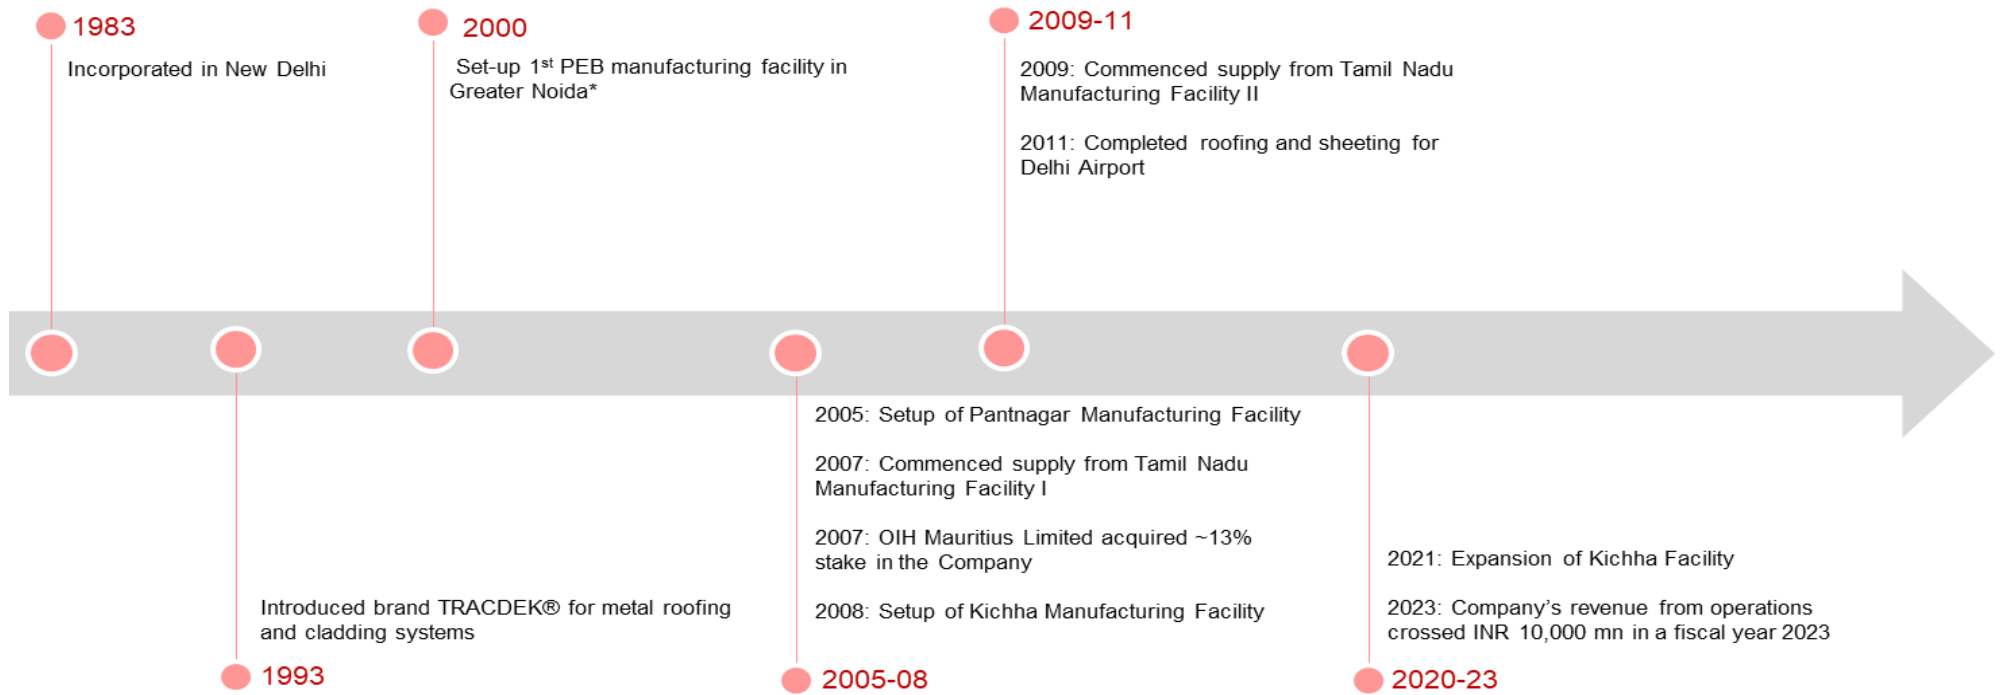 1983
Incorporated in New Delhi
2000
Set-up 1st PEB manufacturing facility in
Greater Noida*
2009-11
2009: Commenced supply from Tamil Nadu
Manufacturing Facility II
2011: Completed roofing and sheeting for
Delhi Airport
Introduced brand TRACDEK® for metal roofing
and cladding systems
1993
2005: Setup of Pantnagar Manufacturing Facility
2007: Commenced supply from Tamil Nadu
Manufacturing Facility I
2007: OIH Mauritius Limited acquired ~13%
stake in the Company
2008: Setup of Kichha Manufacturing Facility
2005-08
2021: Expansion of Kichha Facility
2023: Company’s revenue from operations
crossed INR 10,000 mn in a fiscal year 2023
2020-23